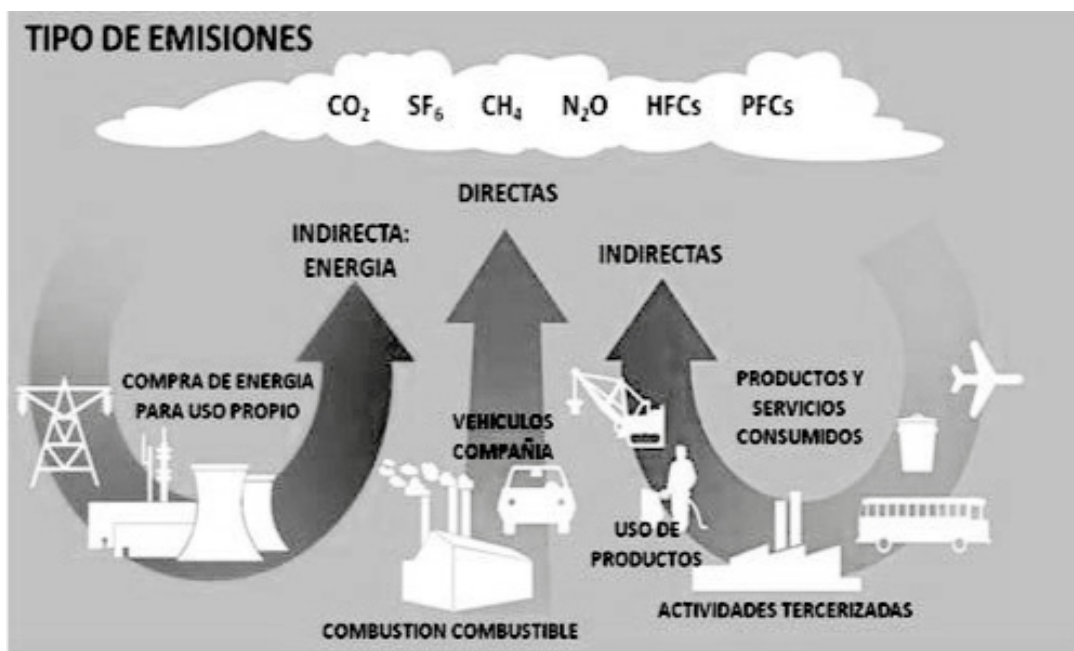 TIPO DE EMISIONES
CO₂ SF₆ CH₄ N₂O HFCs PFCs
DIRECTAS
INDIRECTA:
ENERGIA
INDIRECTAS
COMPRA DE ENERGIA
PARA USO PROPIO
VEHICULOS
COMPAÑIA
PRODUCTOS Y
SERVICIOS
CONSUMIDOS
USO DE
PRODUCTOS
COMBUSTION COMBUSTIBLE
ACTIVIDADES TERCERIZADAS